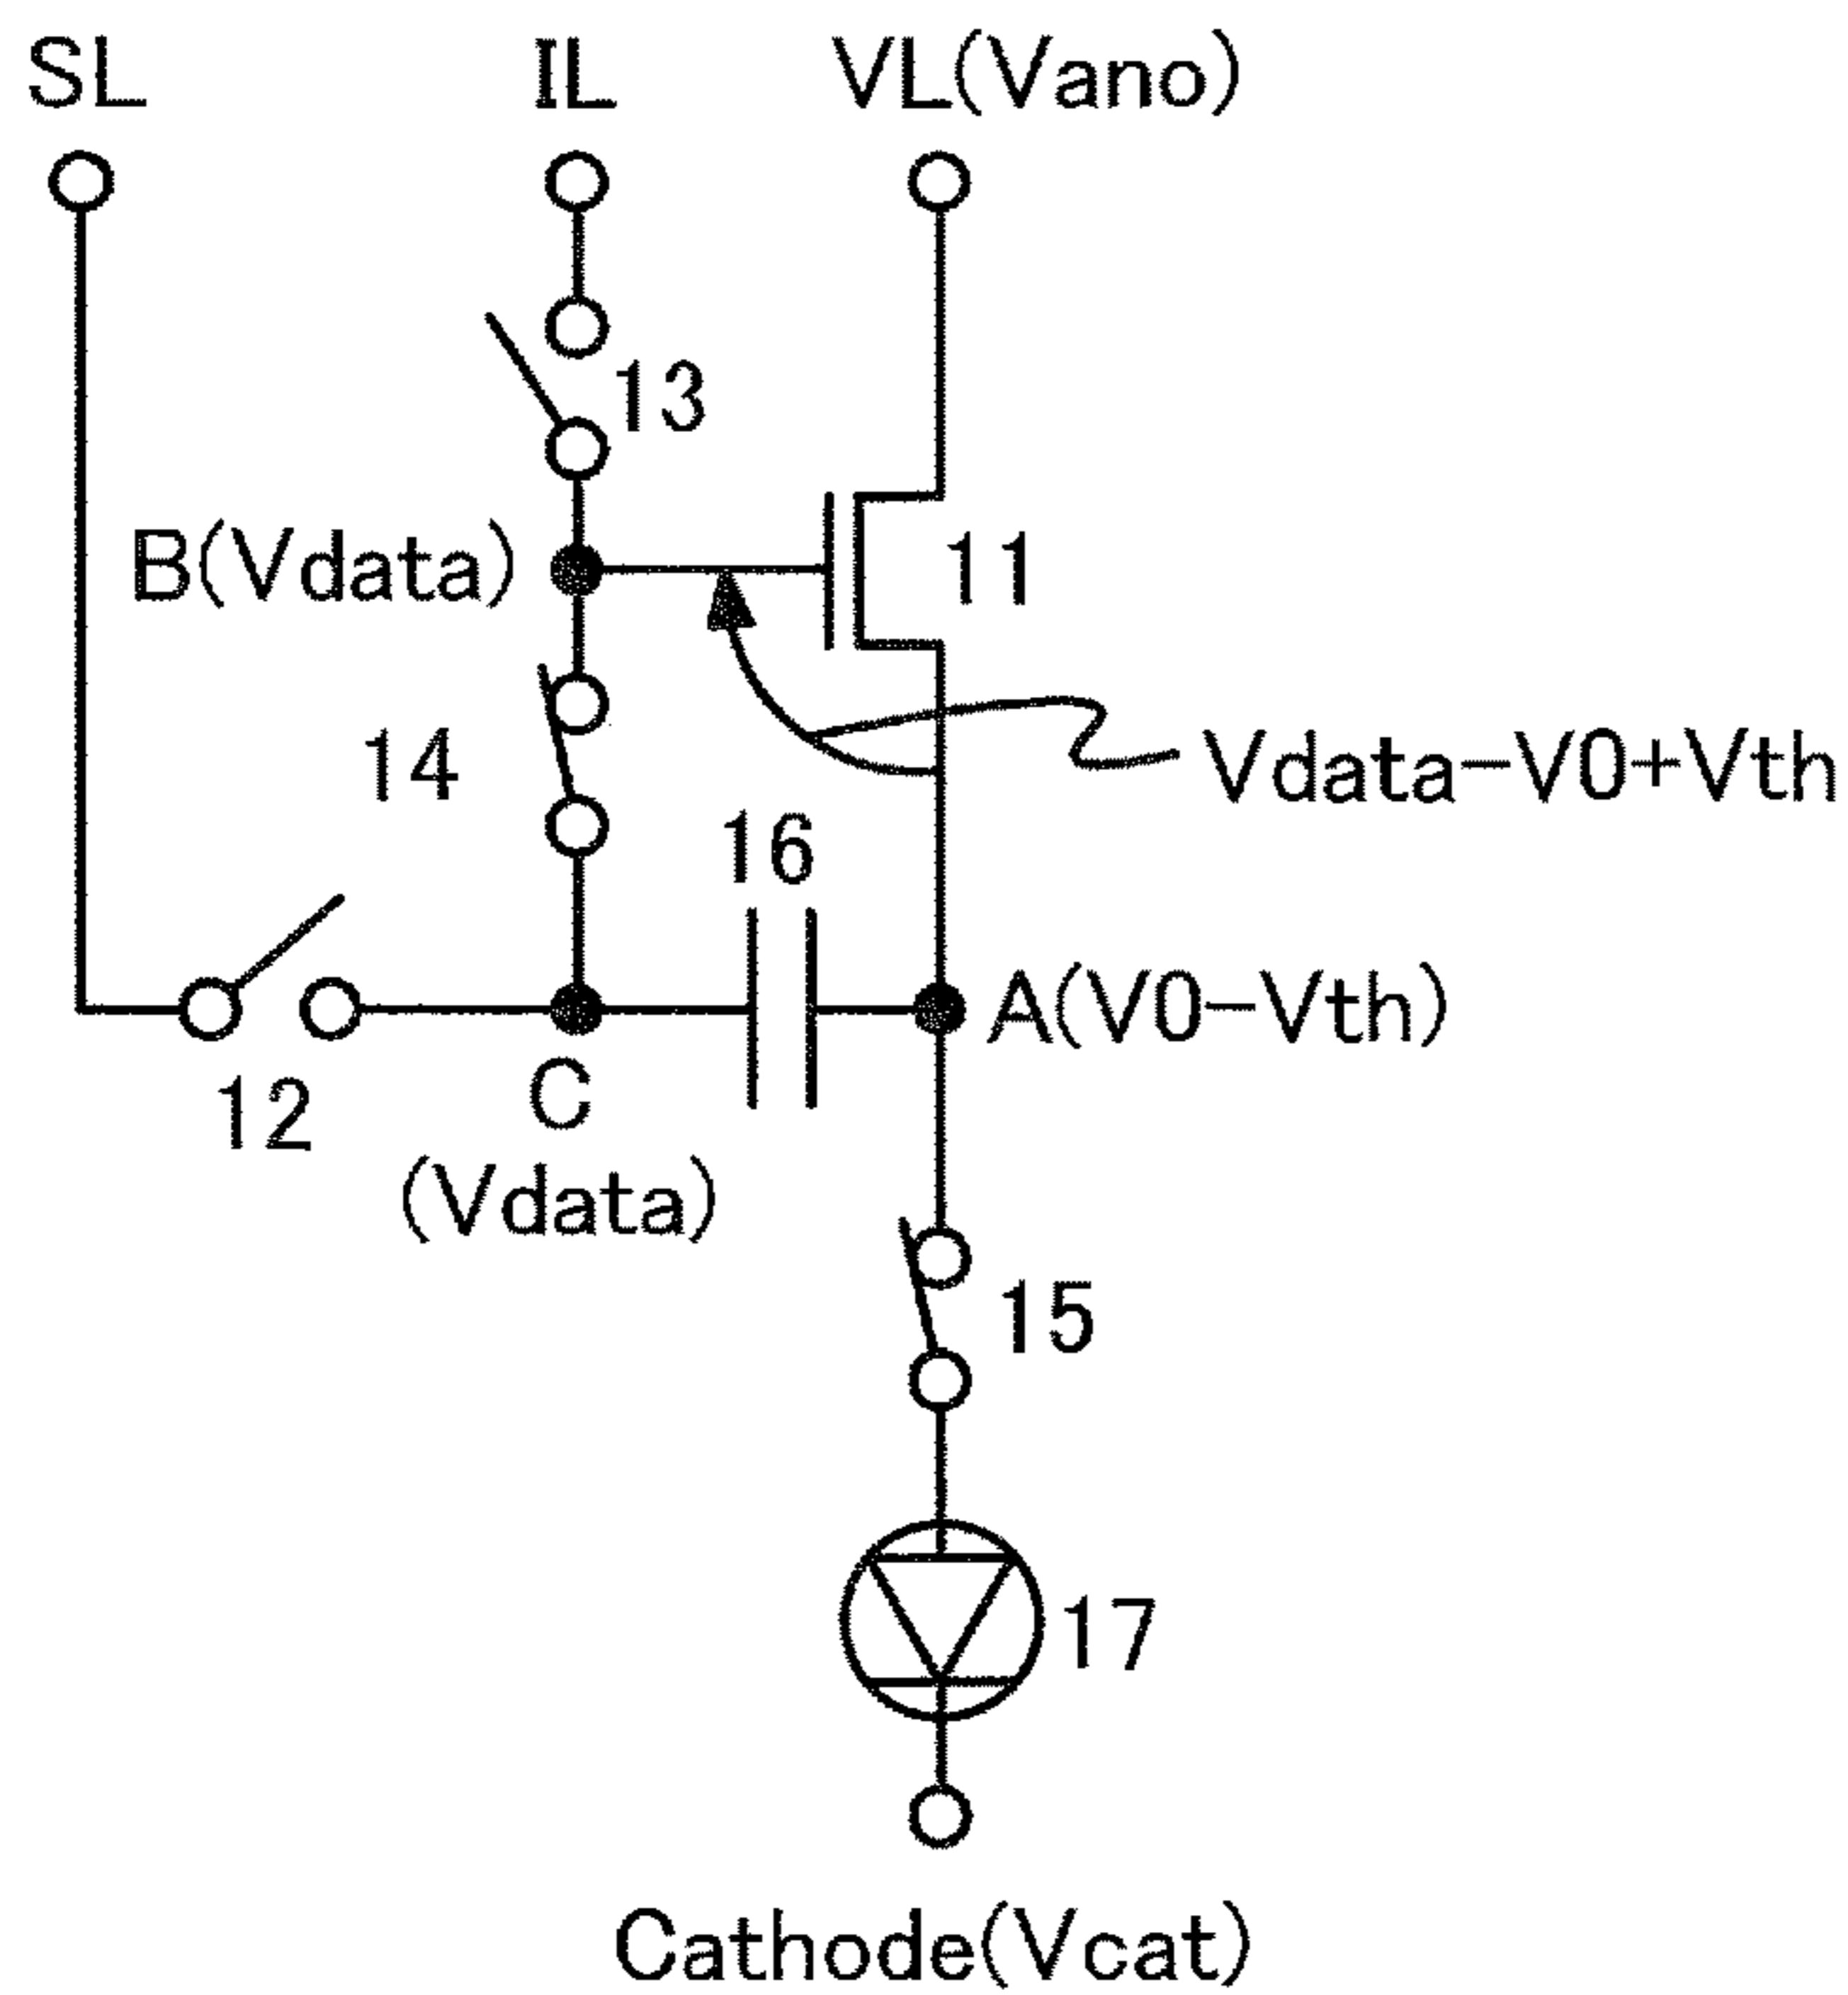 SL IL VL(Vano)
13
B(Vdata) 11
14 Vdata-V0+Vth
16
A(V0-Vth)
12 C
(Vdata)
15
17
Cathode(Vcat)